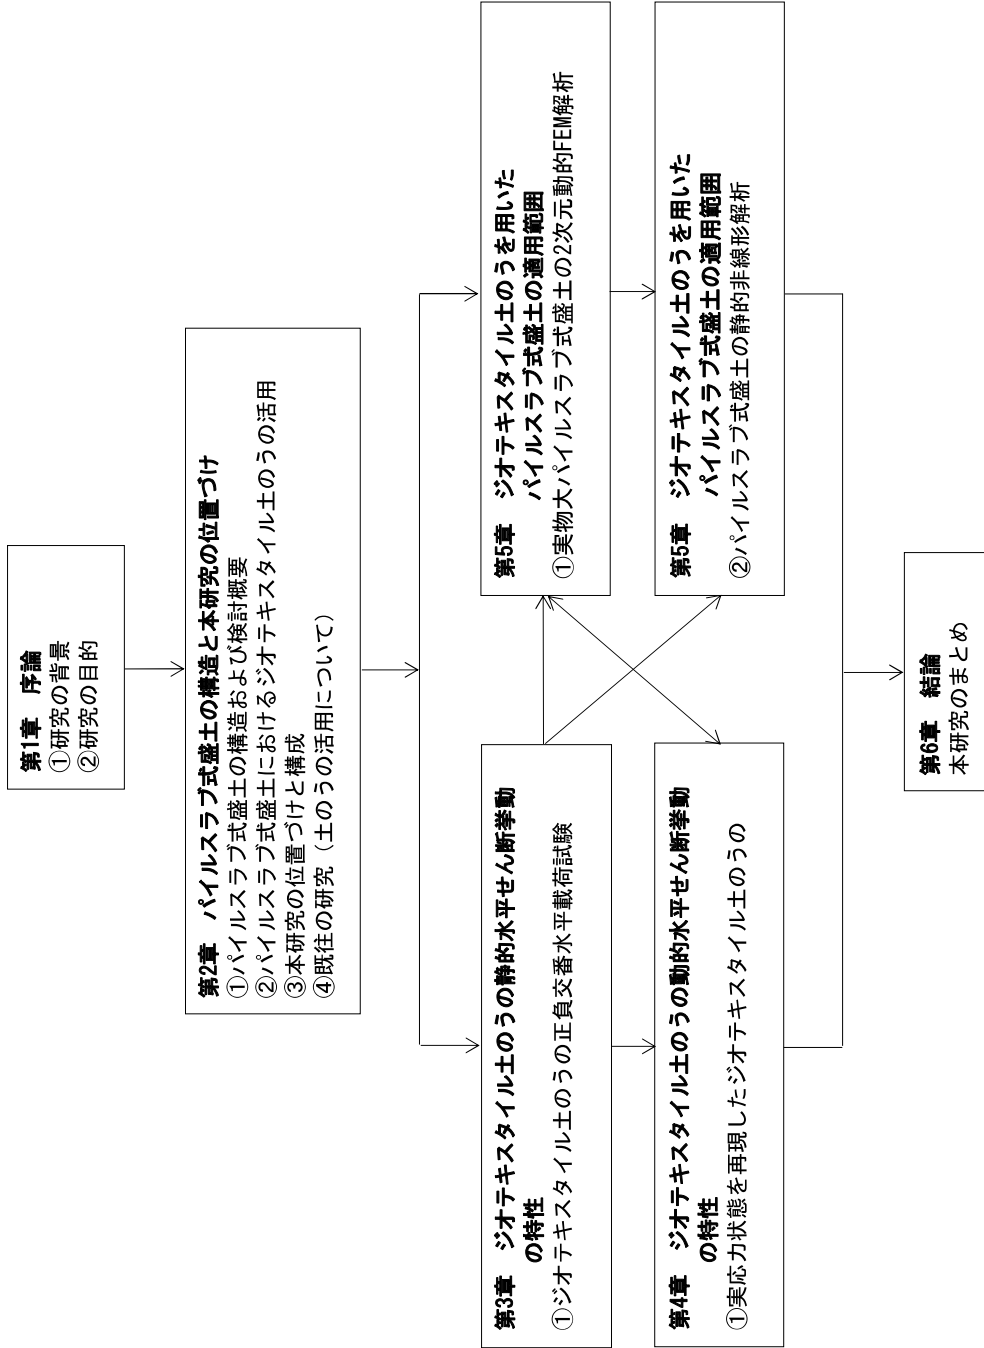 第1章　序論
①研究の背景
②研究の目的
第2章　パイルスラブ式盛土の構造と本研究の位置づけ
①パイルスラブ式盛土の構造および検討概要
②パイルスラブ式盛土におけるジオテキスタイル土のうの活用
③本研究の位置づけと構成
④既往の研究（土のうの活用について）
第3章　ジオテキスタイル土のうの静的水平せん断挙動
の特性
①ジオテキスタイル土のうの正負交番水平載荷試験
第4章　ジオテキスタイル土のうの動的水平せん断挙動
の特性
①実応力状態を再現したジオテキスタイル土のうの
第5章　ジオテキスタイル土のうを用いた
パイルスラブ式盛土の適用範囲
①実物大パイルスラブ式盛土の2次元動的FEM解析
第5章　ジオテキスタイル土のうを用いた
パイルスラブ式盛土の適用範囲
②パイルスラブ式盛土の静的非線形解析
第6章　結論
本研究のまとめ